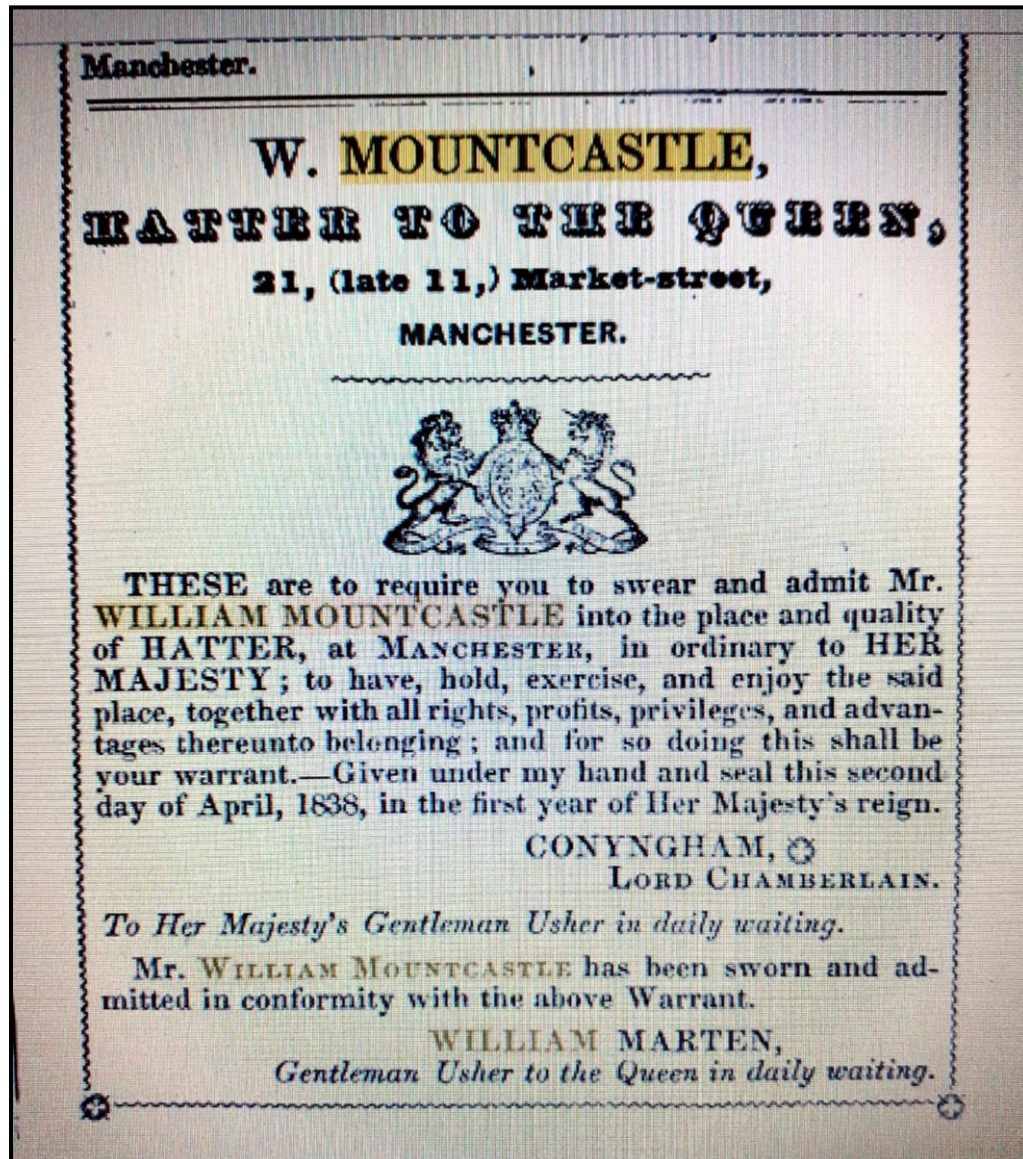 Manchester.
W. MOUNTCASTLE,
HATTER TO THE QUEEN,
21, (late 11,) Market-street,
MANCHESTER.
THESE are to require you to swear and admit Mr.
WILLIAM MOUNTCASTLE into the place and quality
of HATTER, at MANCHESTER, in ordinary to HER
MAJESTY; to have, hold, exercise, and enjoy the said
place, together with all rights, profits, privileges, and advan-
tages thereunto belonging; and for so doing this shall be
your warrant.—Given under my hand and seal this second
day of April, 1838, in the first year of Her Majesty's reign.
CONYNGHAM,
LORD CHAMBERLAIN.
To Her Majesty's Gentleman Usher in daily waiting.
Mr. WILLIAM MOUNTCASTLE has been sworn and ad-
mitted in conformity with the above Warrant.
WILLIAM MARTEN,
Gentleman Usher to the Queen in daily waiting.